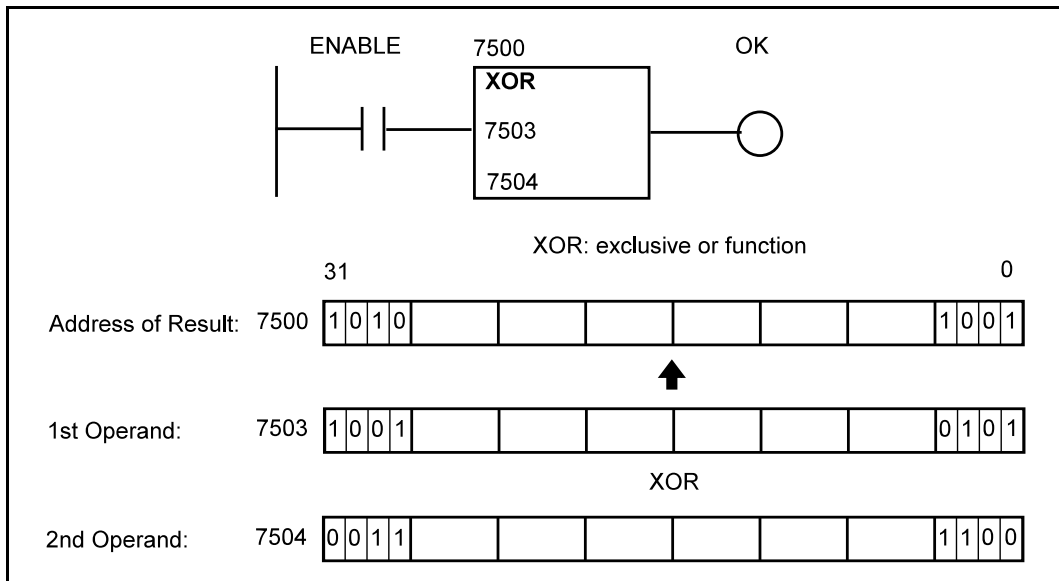 ENABLE 7500 OK
XOR
7503
7504
XOR: exclusive or function
31 0
Address of Result: 7500 1 0 1 0 1 0 0 1
1st Operand: 7503 1 0 0 1 0 1 0 1
XOR
2nd Operand: 7504 0 0 1 1 1 1 0 0